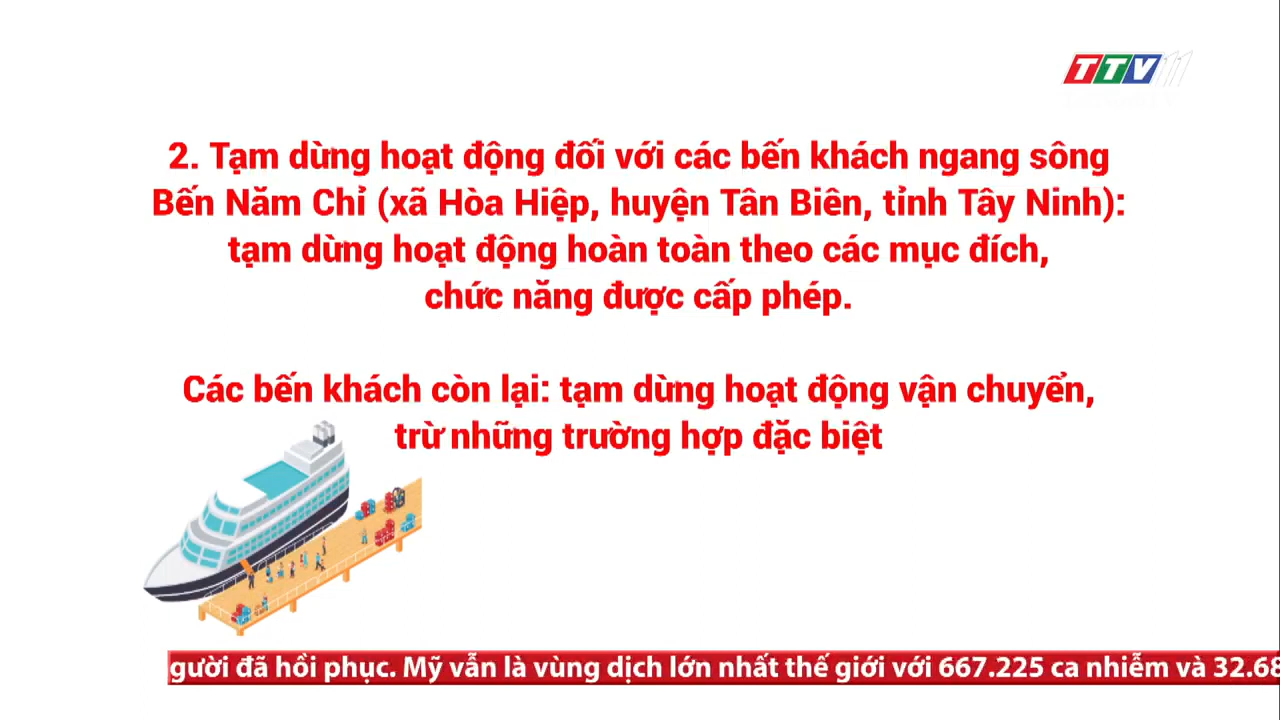 TTV11
2. Tạm dừng hoạt động đối với các bến khách ngang sông
Bến Năm Chỉ (xã Hòa Hiệp, huyện Tân Biên, tỉnh Tây Ninh):
tạm dừng hoạt động hoàn toàn theo các mục đích,
chức năng được cấp phép.
Các bến khách còn lại: tạm dừng hoạt động vận chuyển,
trừ những trường hợp đặc biệt
gười đã hồi phục. Mỹ vẫn là vùng dịch lớn nhất thế giới với 667.225 ca nhiễm và 32.68